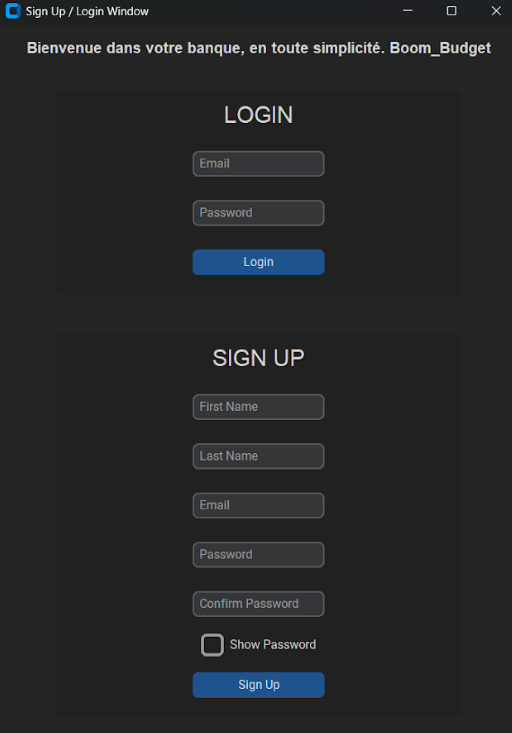 Sign Up / Login Window
Bienvenue dans votre banque, en toute simplicité. Boom_Budget
LOGIN
Email
Password
Login
SIGN UP
First Name
Last Name
Email
Password
Confirm Password
Show Password
Sign Up